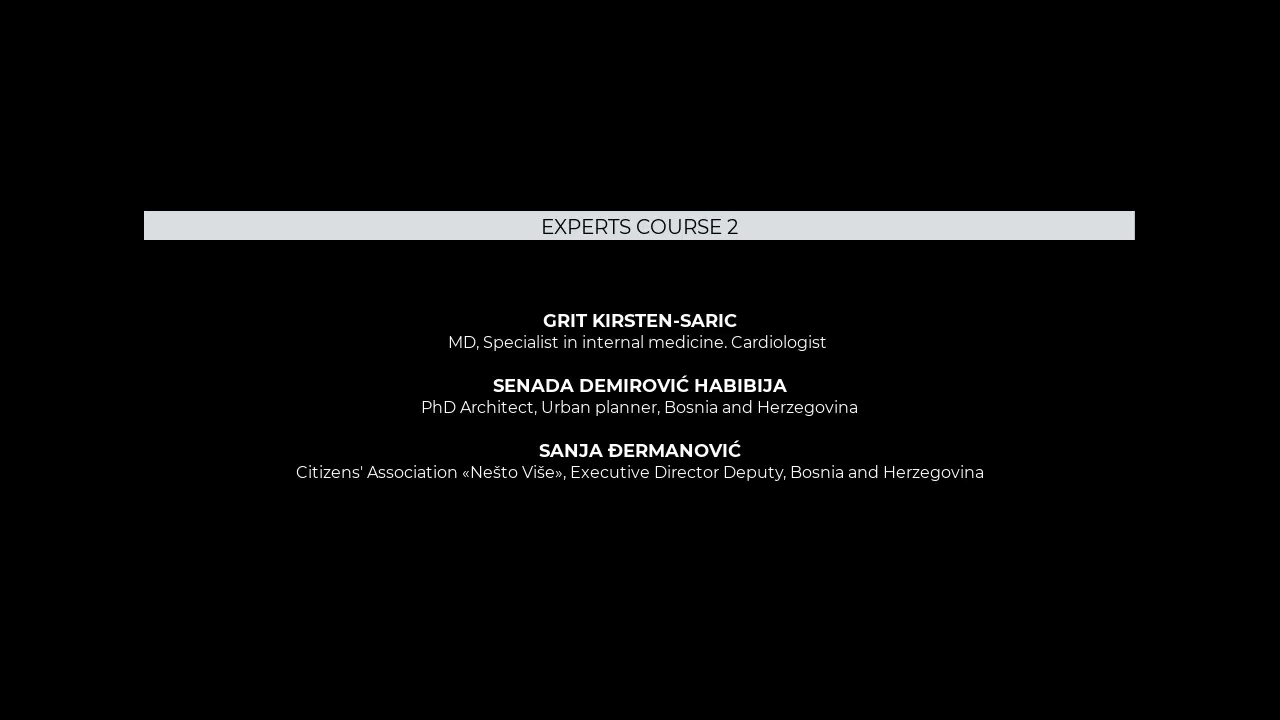 EXPERTS COURSE 2
GRIT KIRSTEN-SARIC
MD, Specialist in internal medicine. Cardiologist
SENADA DEMIROVIĆ HABIBIJA
PhD Architect, Urban planner, Bosnia and Herzegovina
SANJA ĐERMANOVIĆ
Citizens' Association «Nešto Više», Executive Director Deputy, Bosnia and Herzegovina